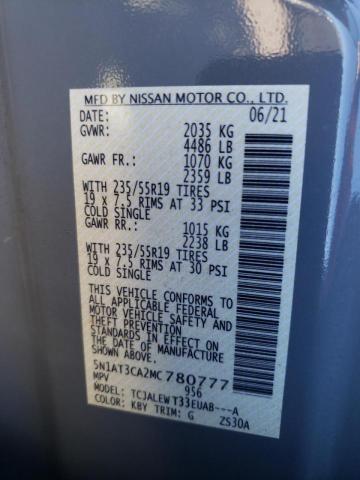 MFD BY NISSAN MOTOR CO., LTD.
DATE: 06/21
GVWR: 2035 KG
4486 LB
GAWR FR.: 1070 KG
2359 LB
WITH 235/55R19 TIRES
19 x 7.5 RIMS AT 33 PSI
COLD SINGLE
GAWR RR.: 1015 KG
2238 LB
WITH 235/55R19 TIRES
19 x 7.5 RIMS AT 30 PSI
COLD SINGLE
THIS VEHICLE CONFORMS TO
ALL APPLICABLE FEDERAL
MOTOR VEHICLE SAFETY AND
THEFT PREVENTION
STANDARDS IN EFFECT ON
THE DATE OF MANUFACTURE
SHOWN ABOVE.
5N1AT3CA2MC780777
MPV 956
MODEL: TCJALEWT33EUAB---A
COLOR: KBY TRIM: G ZS30A